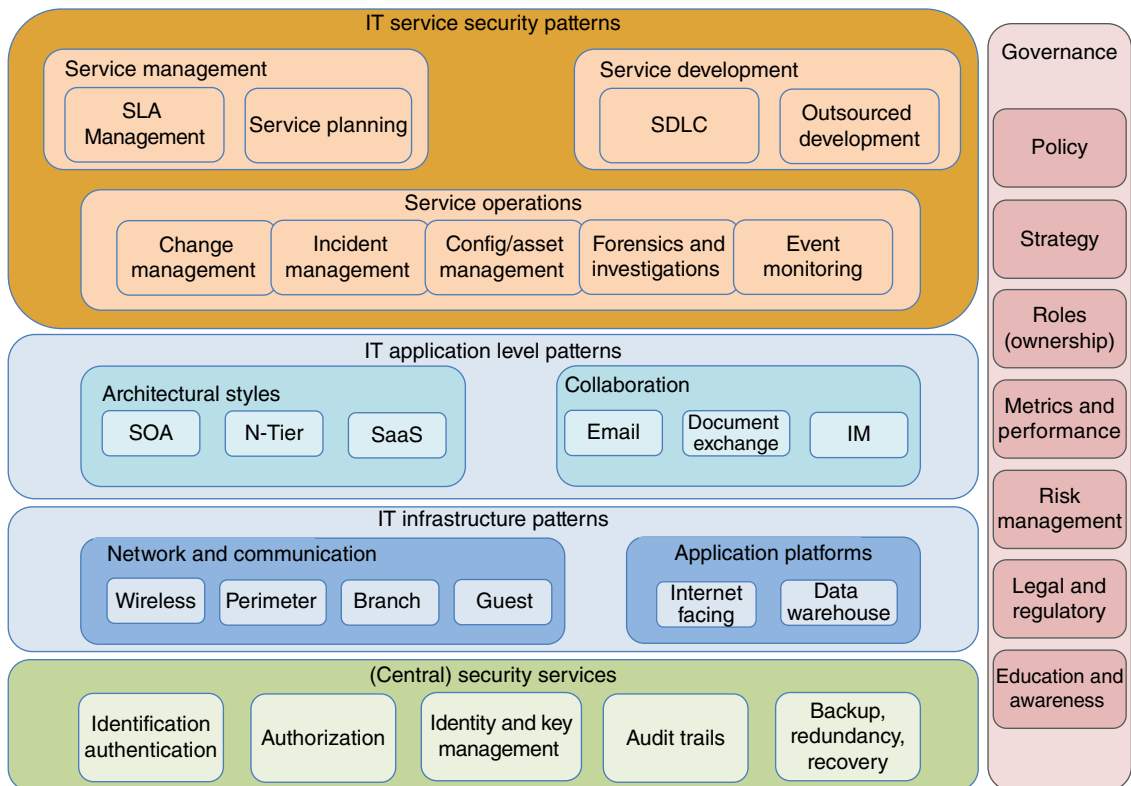 IT service security patterns
Service management
SLA
Management
Service planning
Service development
SDLC
Outsourced
development
Service operations
Change
management
Incident
management
Config/asset
management
Forensics and
investigations
Event
monitoring
IT application level patterns
Architectural styles
SOA
N-Tier
SaaS
Collaboration
Email
Document
exchange
IM
IT infrastructure patterns
Network and communication
Wireless
Perimeter
Branch
Guest
Application platforms
Internet
facing
Data
warehouse
(Central) security services
Identification
authentication
Authorization
Identity and key
management
Audit trails
Backup,
redundancy,
recovery
Governance
Policy
Strategy
Roles
(ownership)
Metrics and
performance
Risk
management
Legal and
regulatory
Education and
awareness